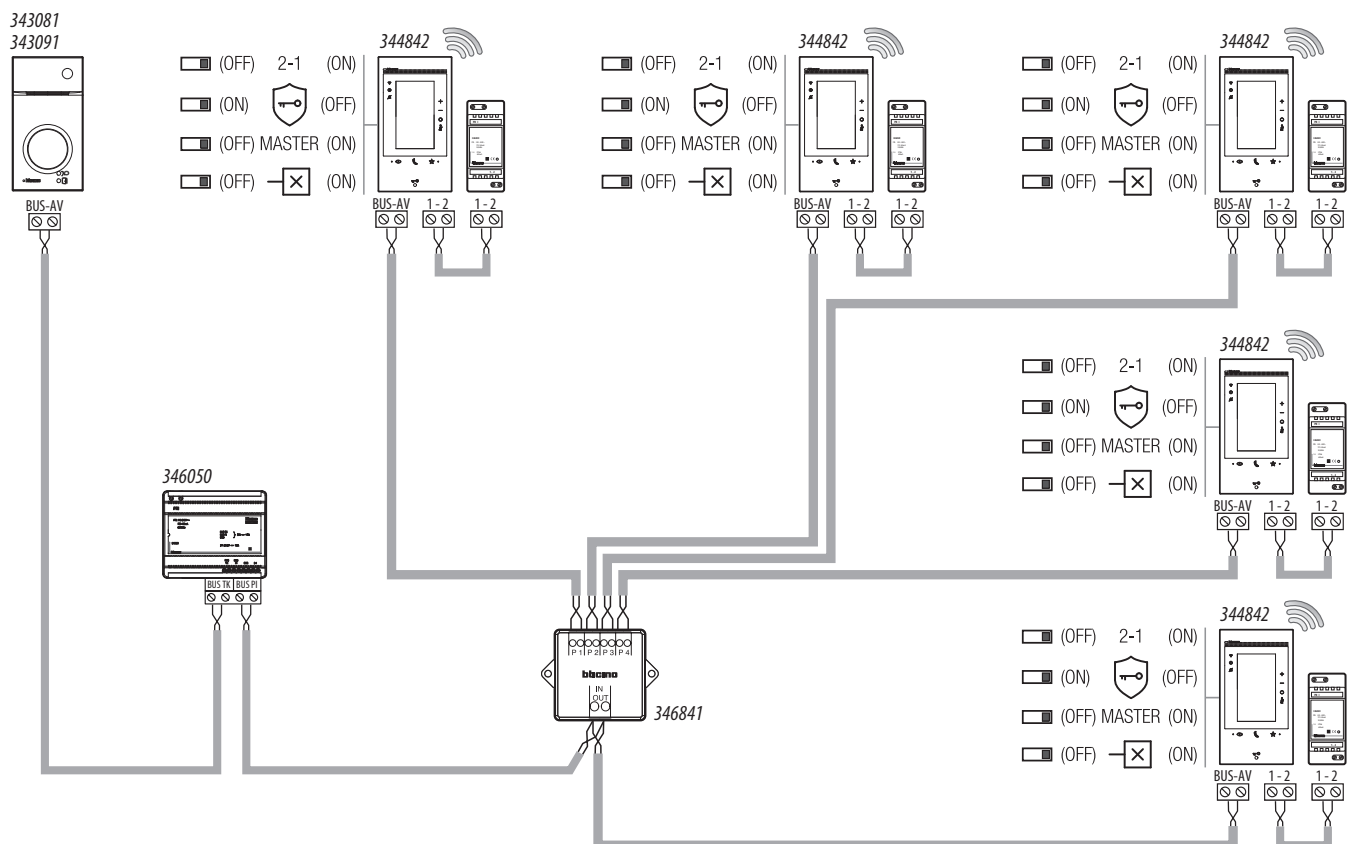 343081
343091
BUS-AV
344842
(OFF) 2-1 (ON)
(ON) (OFF)
(OFF) MASTER (ON)
(OFF) (ON)
BUS-AV 1 - 2 1 - 2
344842
(OFF) 2-1 (ON)
(ON) (OFF)
(OFF) MASTER (ON)
(OFF) (ON)
BUS-AV 1 - 2 1 - 2
344842
(OFF) 2-1 (ON)
(ON) (OFF)
(OFF) MASTER (ON)
(OFF) (ON)
BUS-AV 1 - 2 1 - 2
344842
(OFF) 2-1 (ON)
(ON) (OFF)
(OFF) MASTER (ON)
(OFF) (ON)
BUS-AV 1 - 2 1 - 2
346050
BUS TK BUS PI
P 1 P 2 P 3 P 4
bticino
IN
OUT
346841
344842
(OFF) 2-1 (ON)
(ON) (OFF)
(OFF) MASTER (ON)
(OFF) (ON)
BUS-AV 1 - 2 1 - 2